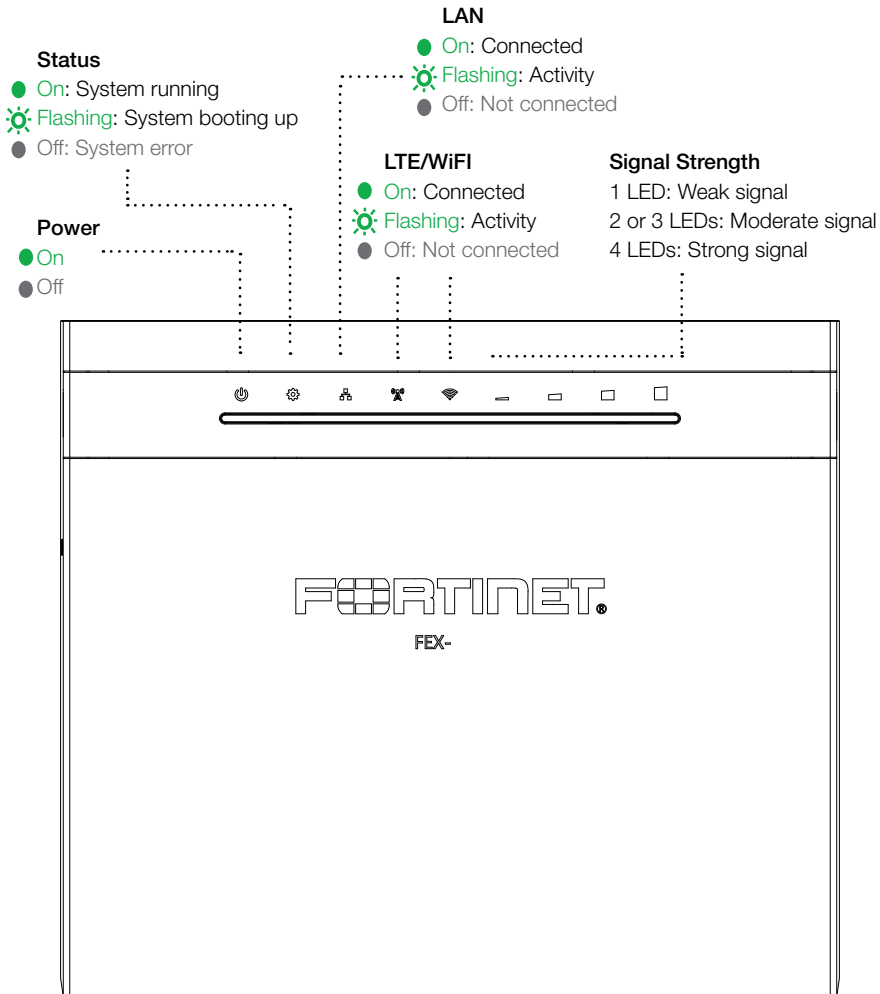 LAN
On: Connected
Flashing: Activity
Off: Not connected
Status
On: System running
Flashing: System booting up
Off: System error
LTE/WiFI
On: Connected
Flashing: Activity
Off: Not connected
Signal Strength
1 LED: Weak signal
2 or 3 LEDs: Moderate signal
4 LEDs: Strong signal
Power
On
Off
FORTINET®
FEX-